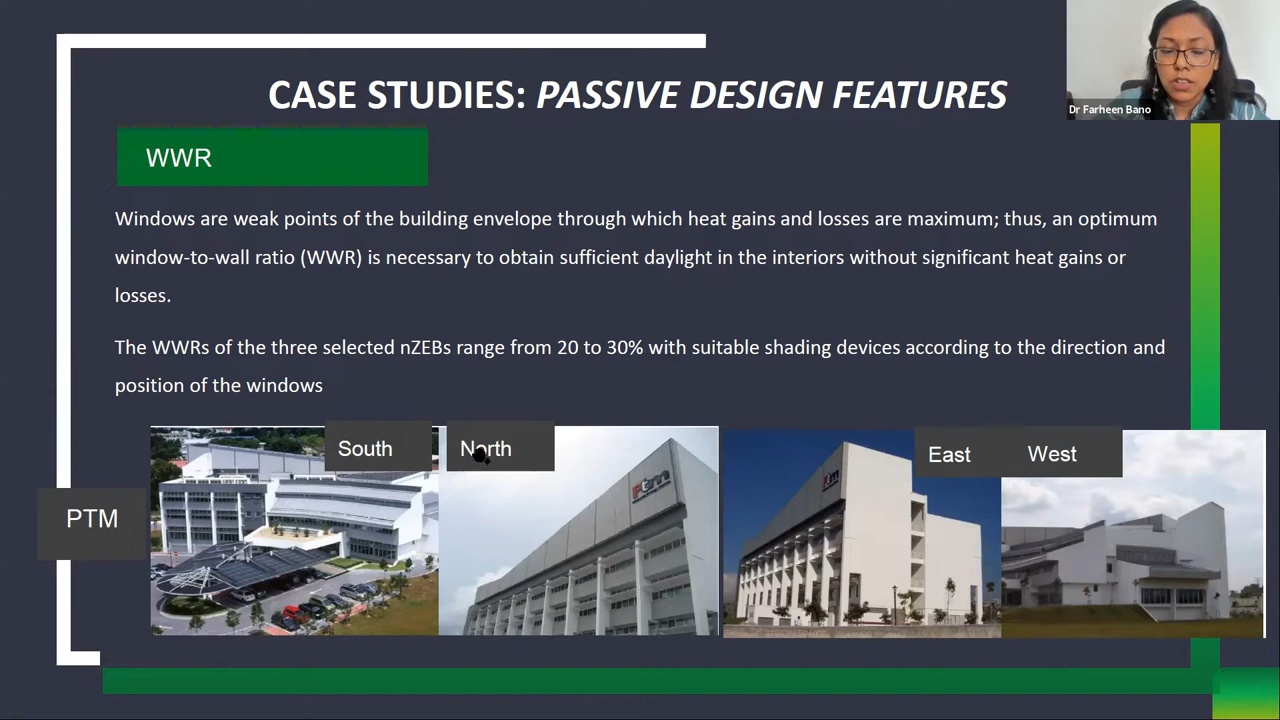 CASE STUDIES: PASSIVE DESIGN FEATURES
Dr Farheen Bano
WWR
Windows are weak points of the building envelope through which heat gains and losses are maximum; thus, an optimum
window-to-wall ratio (WWR) is necessary to obtain sufficient daylight in the interiors without significant heat gains or
losses.
The WWRs of the three selected nZEBs range from 20 to 30% with suitable shading devices according to the direction and
position of the windows
South
North
East
West
PTM
ptm
ptm